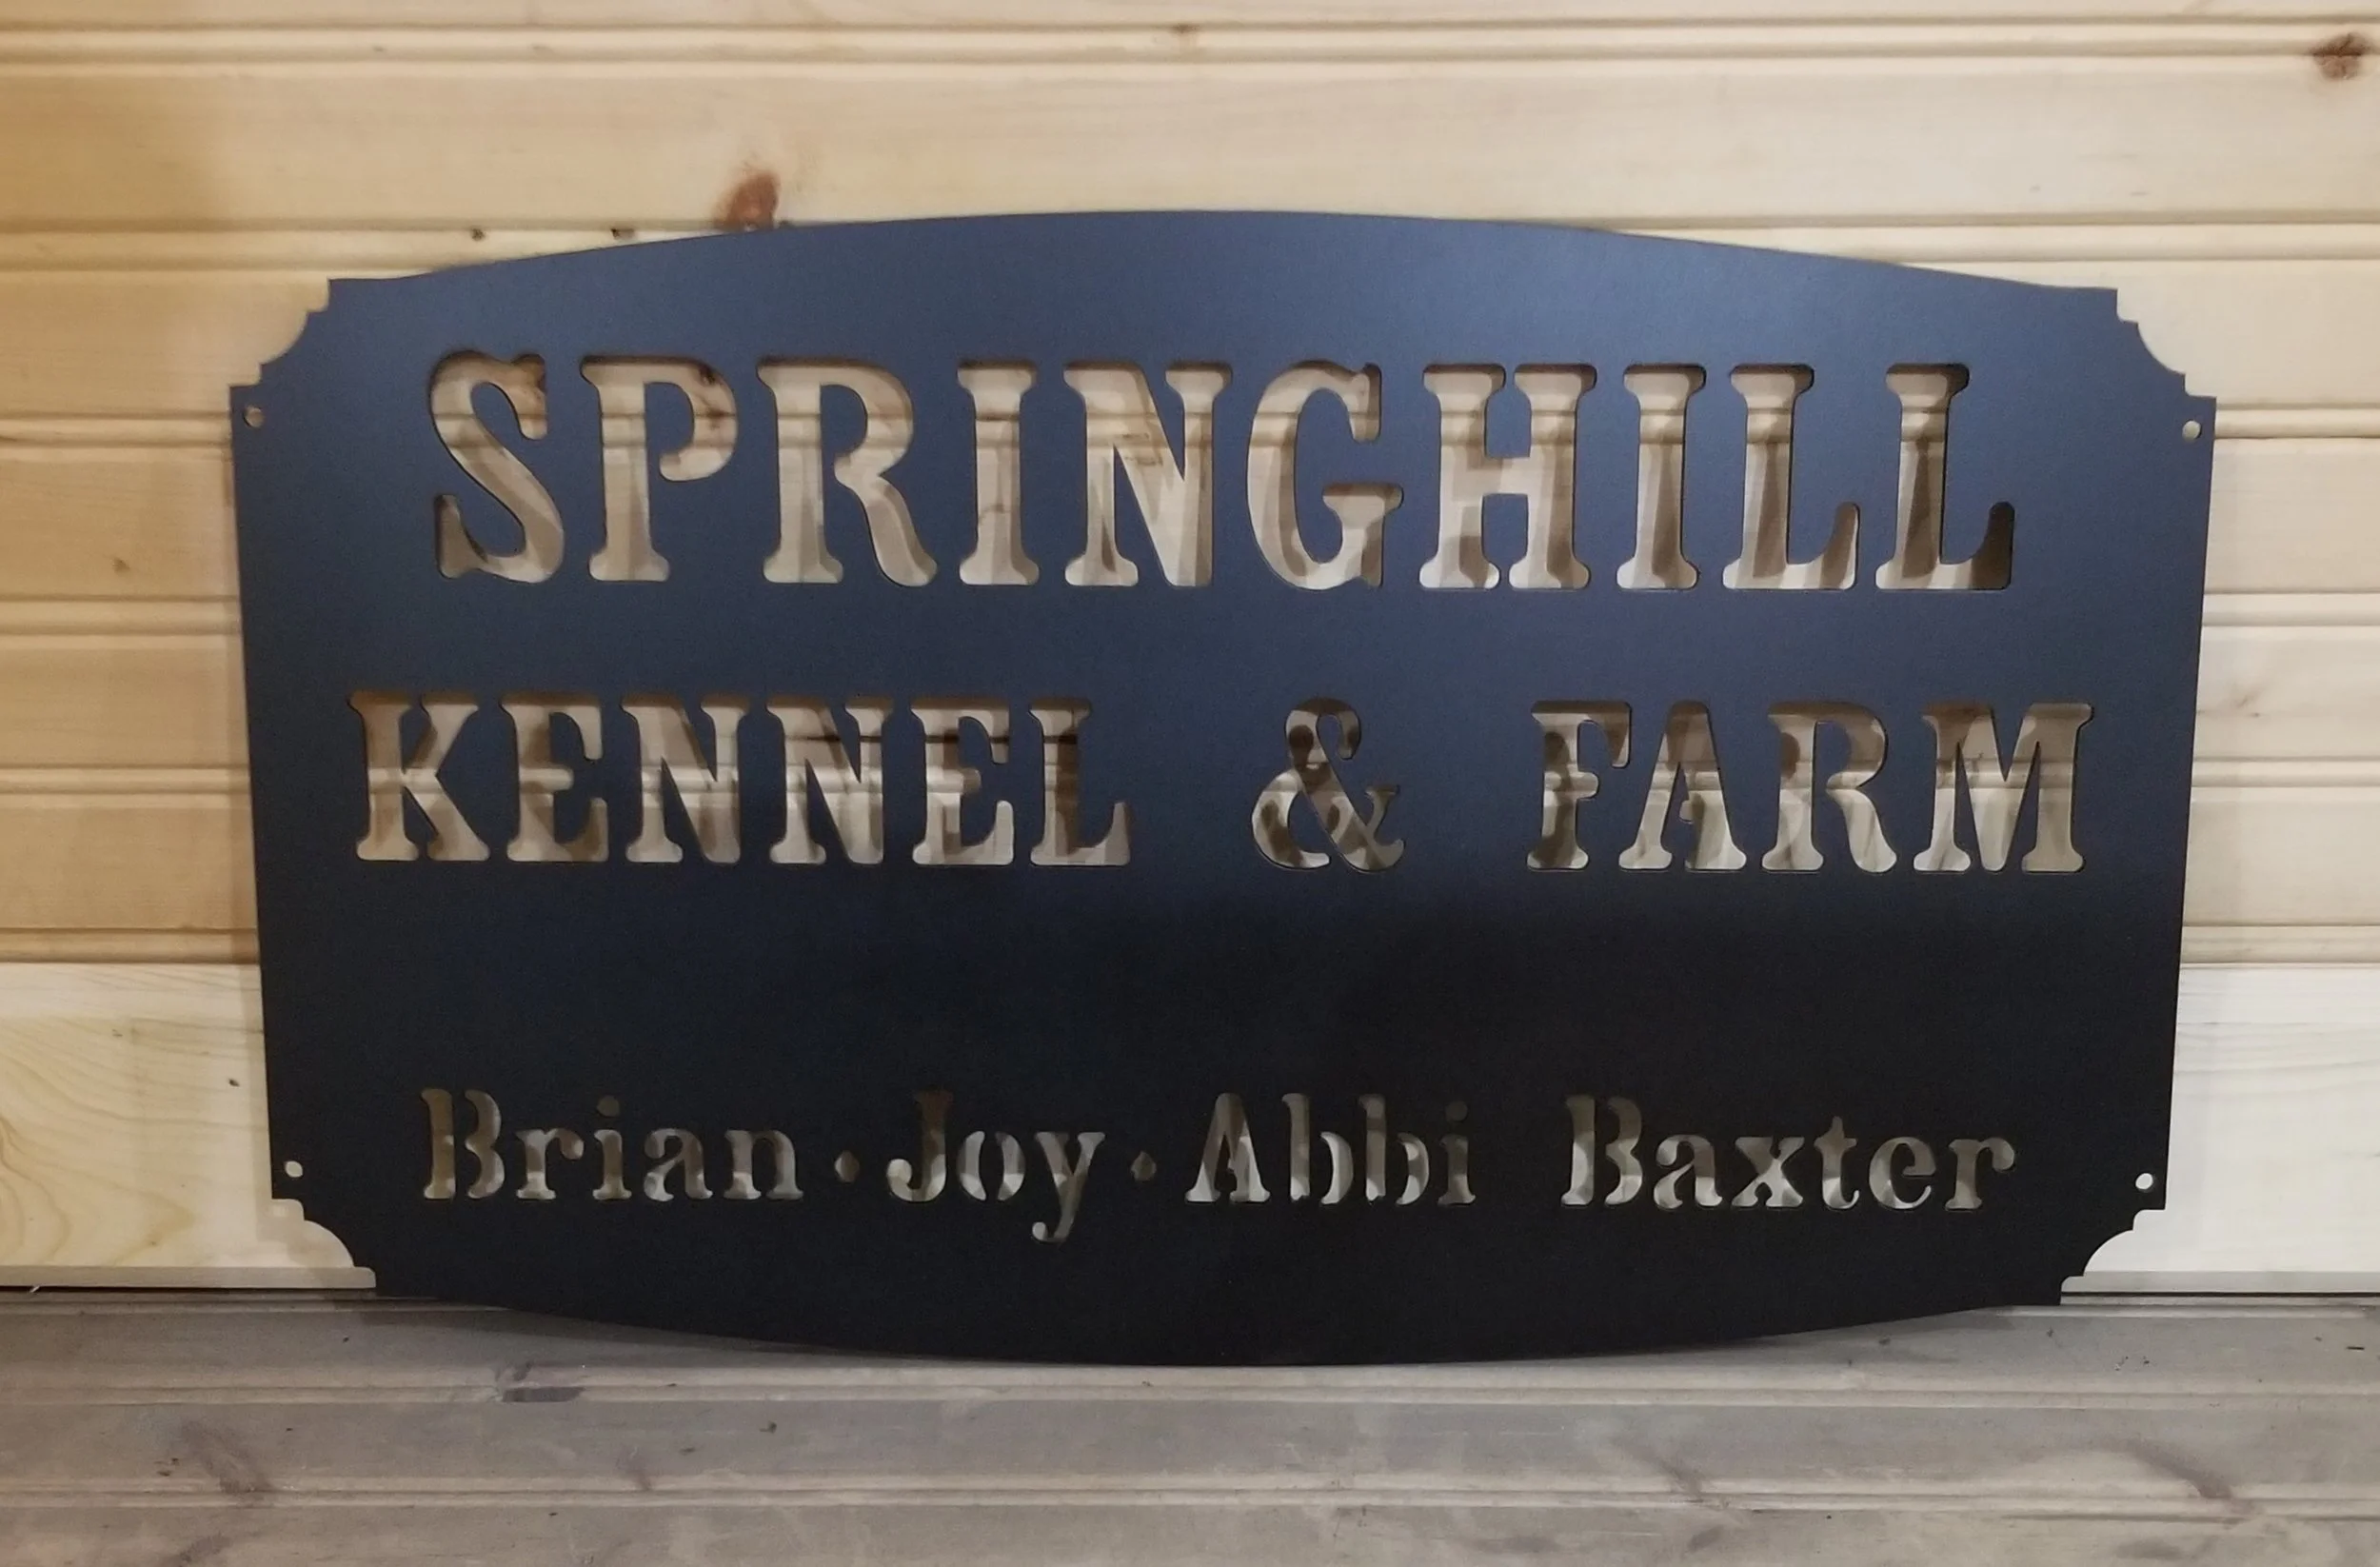 SPRINGHILL
KENNEL & FARM
Brian · Joy · Abbi Baxter